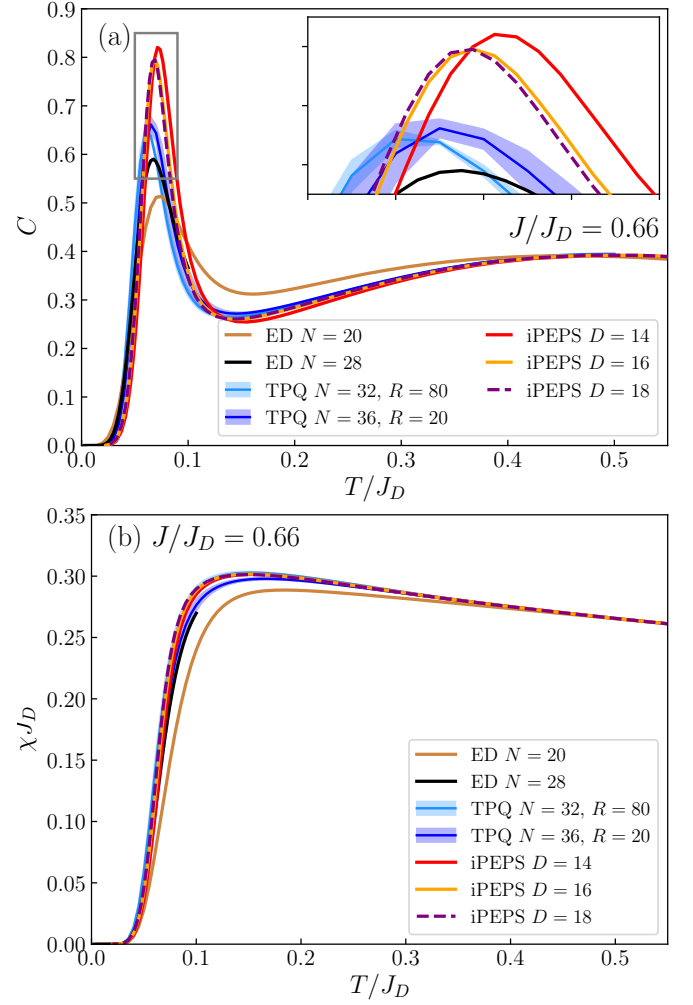 (a)
0.9
0.8
0.7
0.6
0.5
0.4
0.3
0.2
0.1
0.0
C
J/J_D = 0.66
ED N = 20
ED N = 28
TPQ N = 32, R = 80
TPQ N = 36, R = 20
iPEPS D = 14
iPEPS D = 16
iPEPS D = 18
0.0 0.1 0.2 0.3 0.4 0.5
T/J_D
(b) J/J_D = 0.66
0.35
0.30
0.25
0.20
0.15
0.10
0.05
0.00
χJ_D
ED N = 20
ED N = 28
TPQ N = 32, R = 80
TPQ N = 36, R = 20
iPEPS D = 14
iPEPS D = 16
iPEPS D = 18
0.0 0.1 0.2 0.3 0.4 0.5
T/J_D